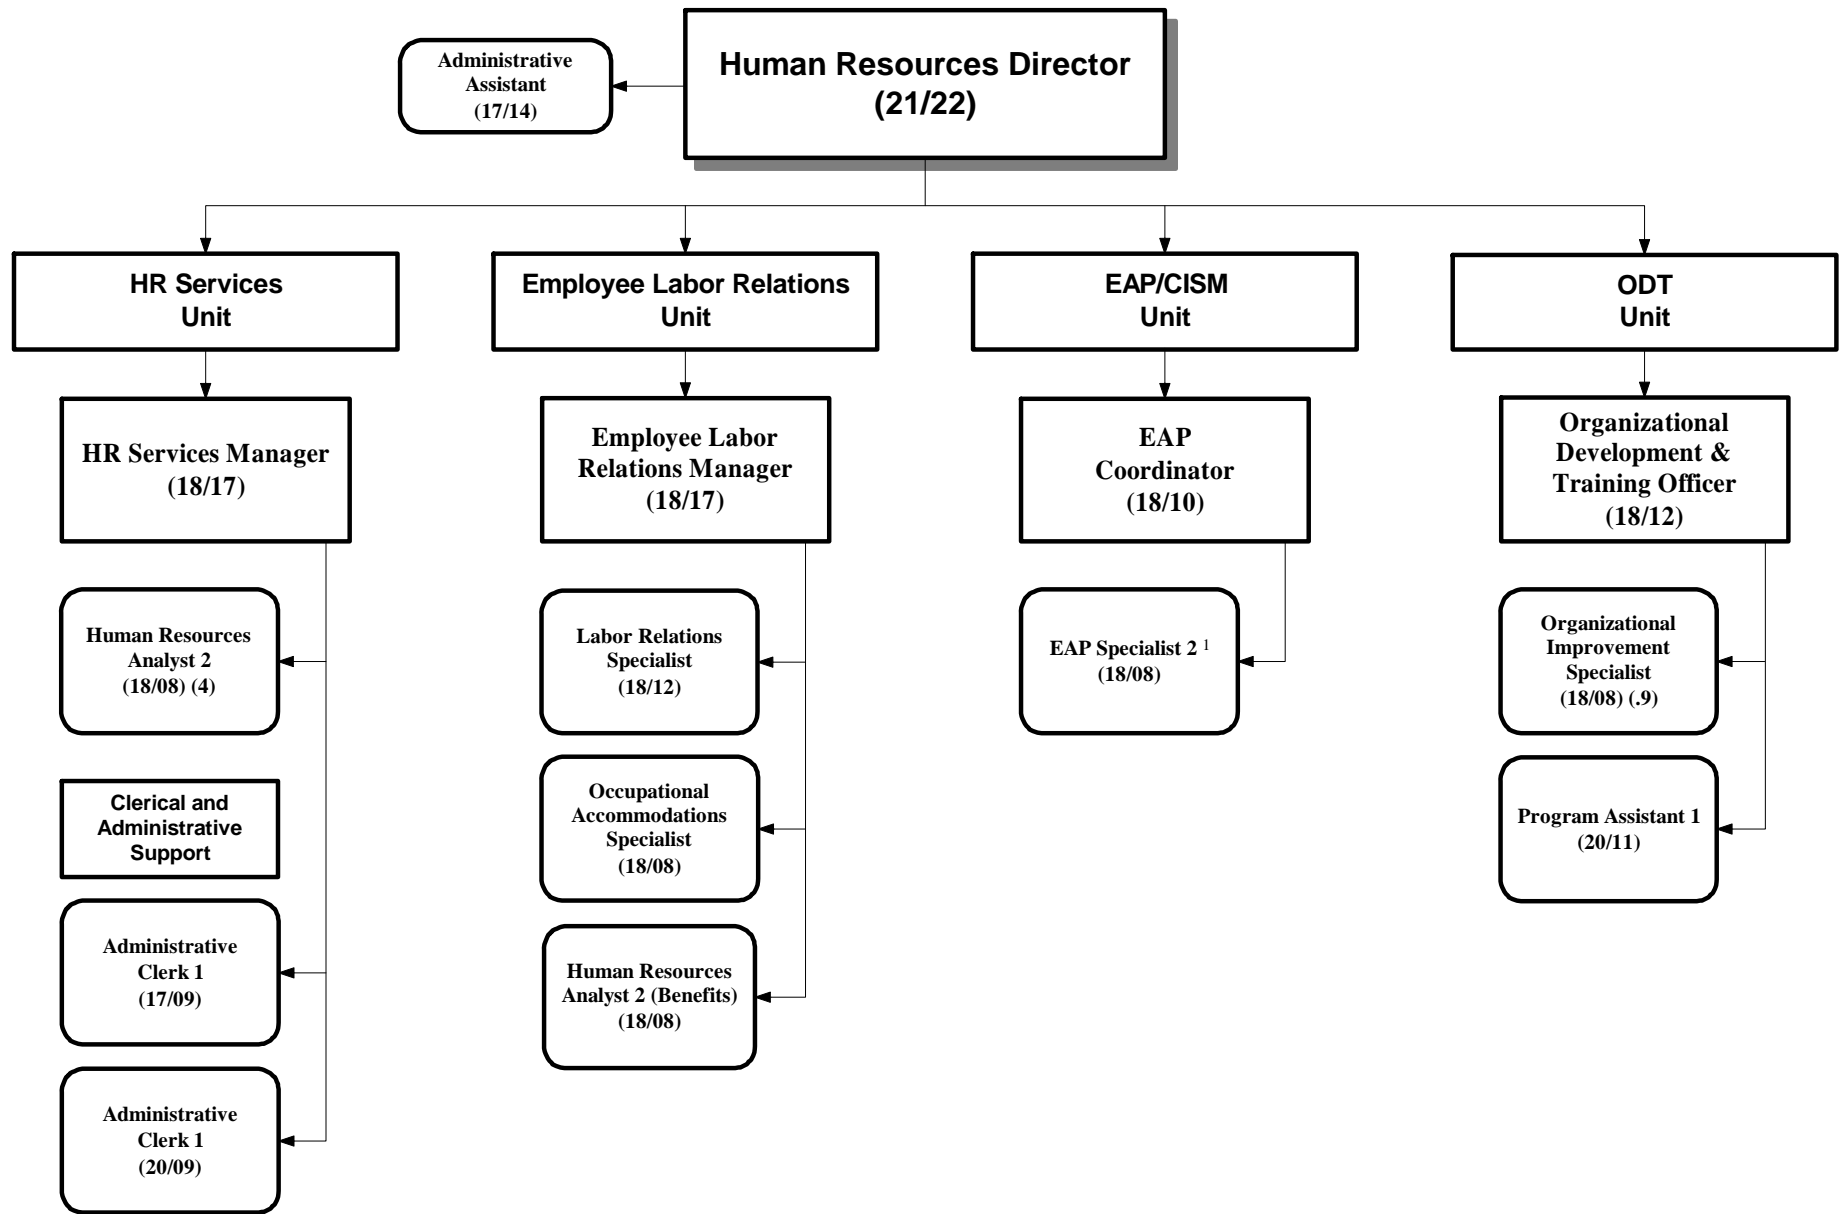 Administrative
Assistant
(17/14)
Human Resources Director
(21/22)
HR Services
Unit
Employee Labor Relations
Unit
EAP/CISM
Unit
ODT
Unit
HR Services Manager
(18/17)
Employee Labor
Relations Manager
(18/17)
EAP
Coordinator
(18/10)
Organizational
Development &
Training Officer
(18/12)
Human Resources
Analyst 2
(18/08) (4)
Labor Relations
Specialist
(18/12)
EAP Specialist 2 ¹
(18/08)
Organizational
Improvement
Specialist
(18/08) (.9)
Clerical and
Administrative
Support
Occupational
Accommodations
Specialist
(18/08)
Program Assistant 1
(20/11)
Administrative
Clerk 1
(17/09)
Human Resources
Analyst 2 (Benefits)
(18/08)
Administrative
Clerk 1
(20/09)